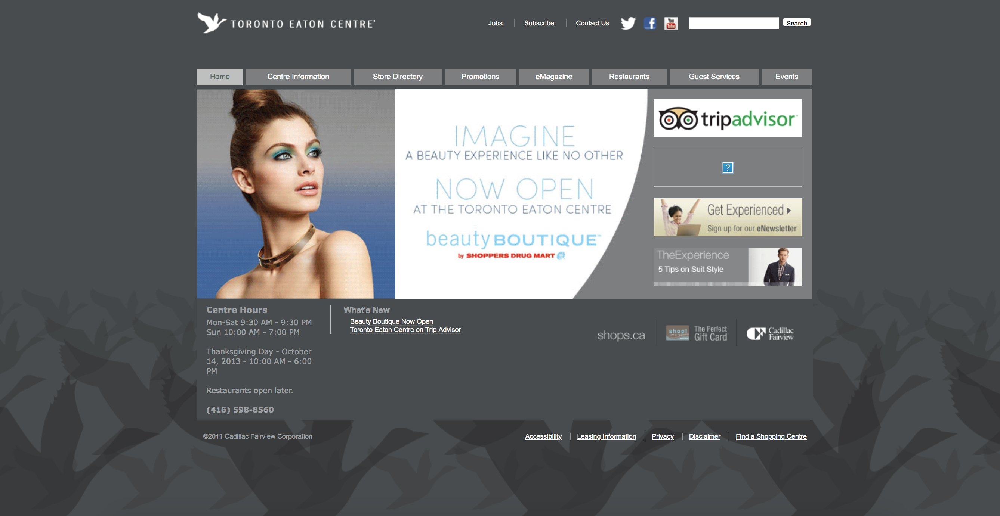 TORONTO EATON CENTRE
Jobs
Subscribe
Contact Us
You
Tube
Search
Home
Centre Information
Store Directory
Promotions
eMagazine
Restaurants
Guest Services
Events
IMAGINE
A BEAUTY EXPERIENCE LIKE NO OTHER
NOW OPEN
AT THE TORONTO EATON CENTRE
beauty BOUTIQUE™
by SHOPPERS DRUG MART
tripadvisor
?
Get Experienced
Sign up for our eNewsletter
TheExperience
5 Tips on Suit Style
Centre Hours
Mon-Sat 9:30 AM - 9:30 PM
Sun 10:00 AM - 7:00 PM
Thanksgiving Day - October
14, 2013 - 10:00 AM - 6:00
PM
Restaurants open later.
(416) 598-8560
What's New
Beauty Boutique Now Open
Toronto Eaton Centre on Trip Advisor
shops.ca
shop!
The Perfect
Gift Card
Cadillac
Fairview
©2011 Cadillac Fairview Corporation
Accessibility
Leasing Information
Privacy
Disclaimer
Find a Shopping Centre